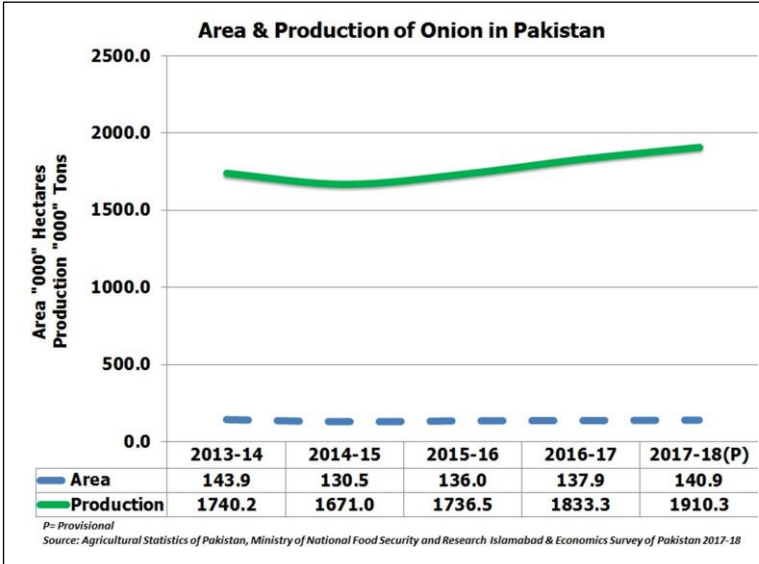 Area & Production of Onion in Pakistan
Area "000" Hectares
Production "000" Tons
2500.0
2000.0
1500.0
1000.0
500.0
0.0
2013-14 2014-15 2015-16 2016-17 2017-18(P)
Area 143.9 130.5 136.0 137.9 140.9
Production 1740.2 1671.0 1736.5 1833.3 1910.3
P= Provisional
Source: Agricultural Statistics of Pakistan, Ministry of National Food Security and Research Islamabad & Economics Survey of Pakistan 2017-18